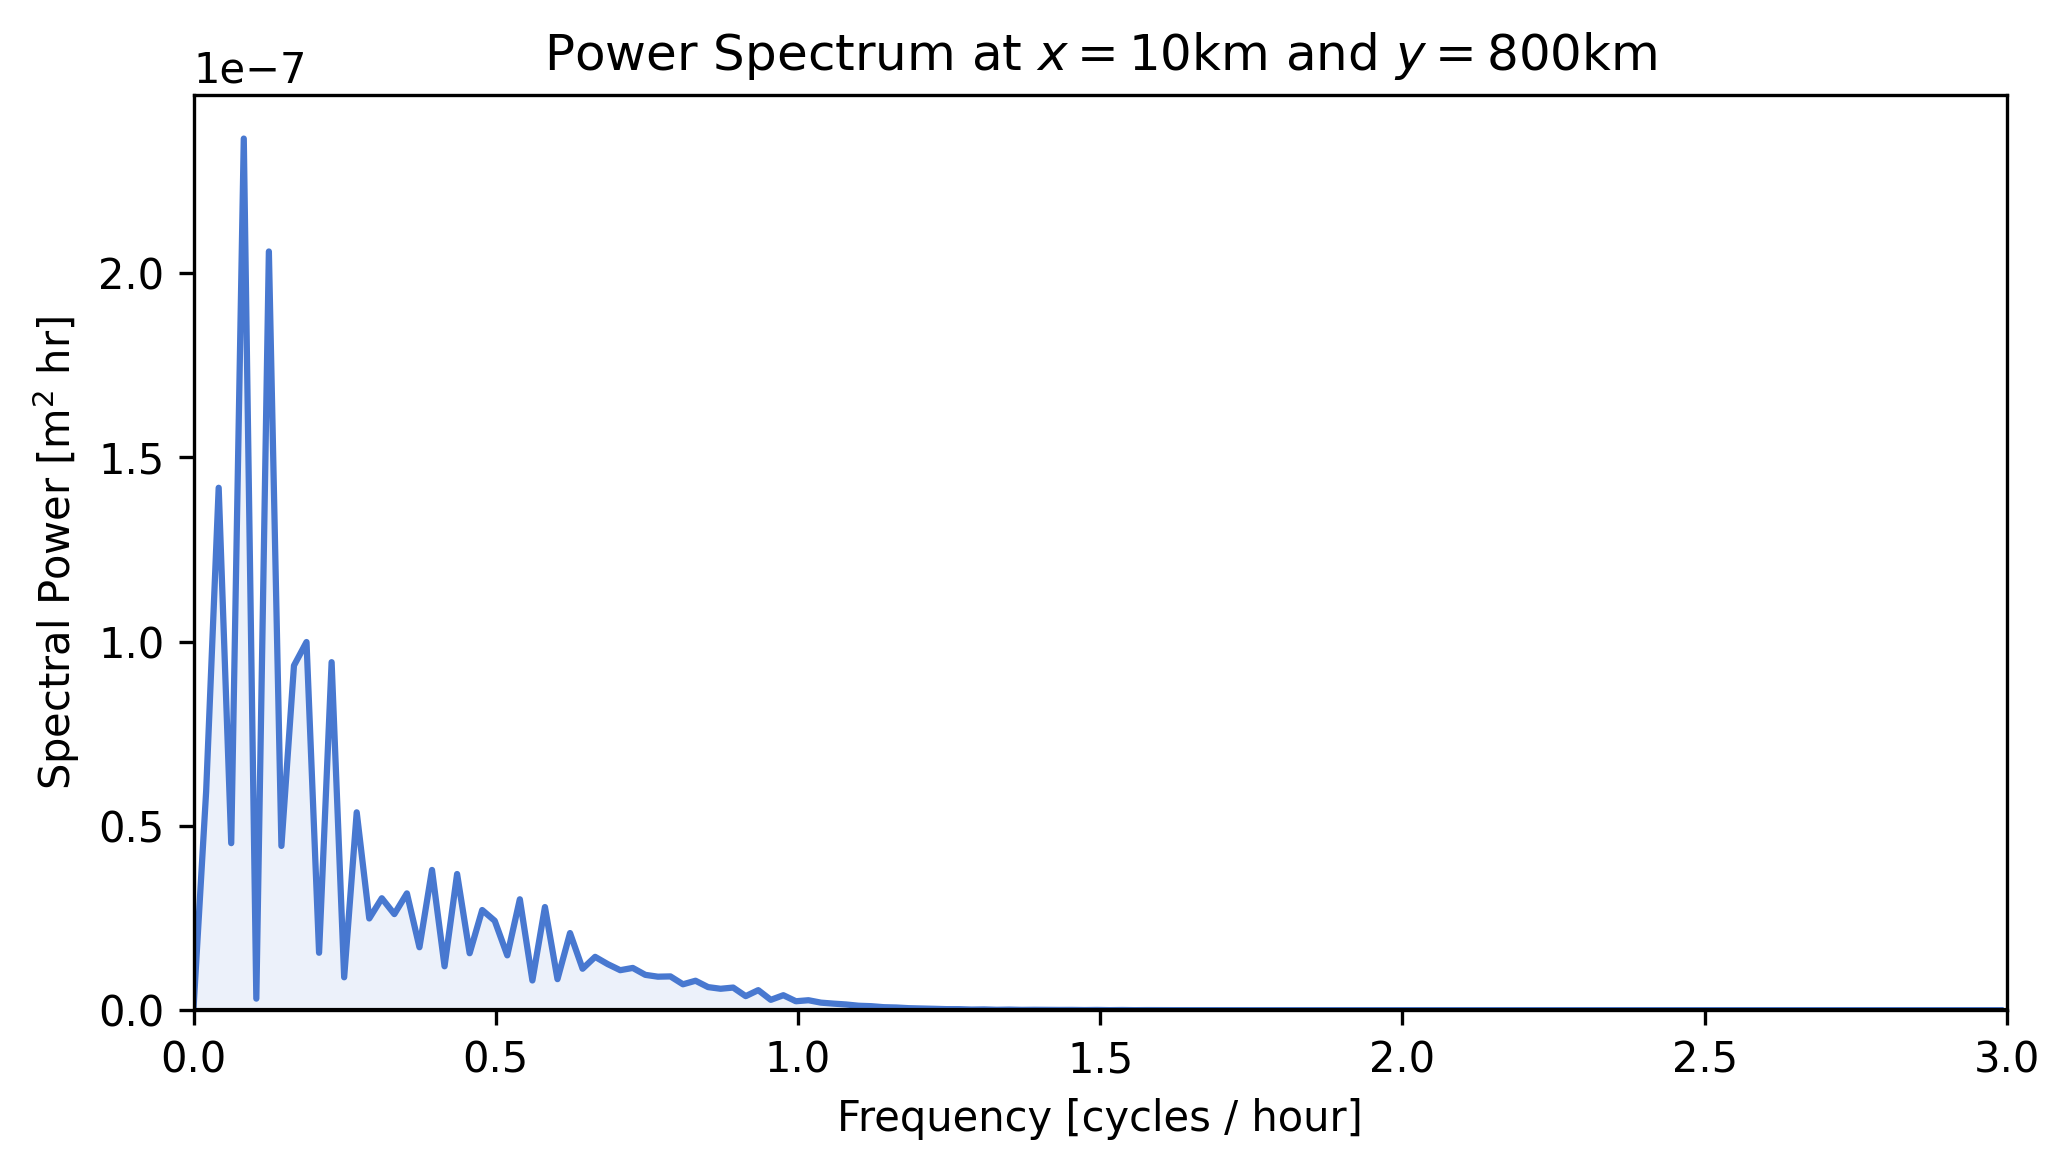 Power Spectrum at x = 10km and y = 800km
1e−7
2.0
1.5
1.0
0.5
0.0
Spectral Power [m² hr]
0.0 0.5 1.0 1.5 2.0 2.5 3.0
Frequency [cycles / hour]